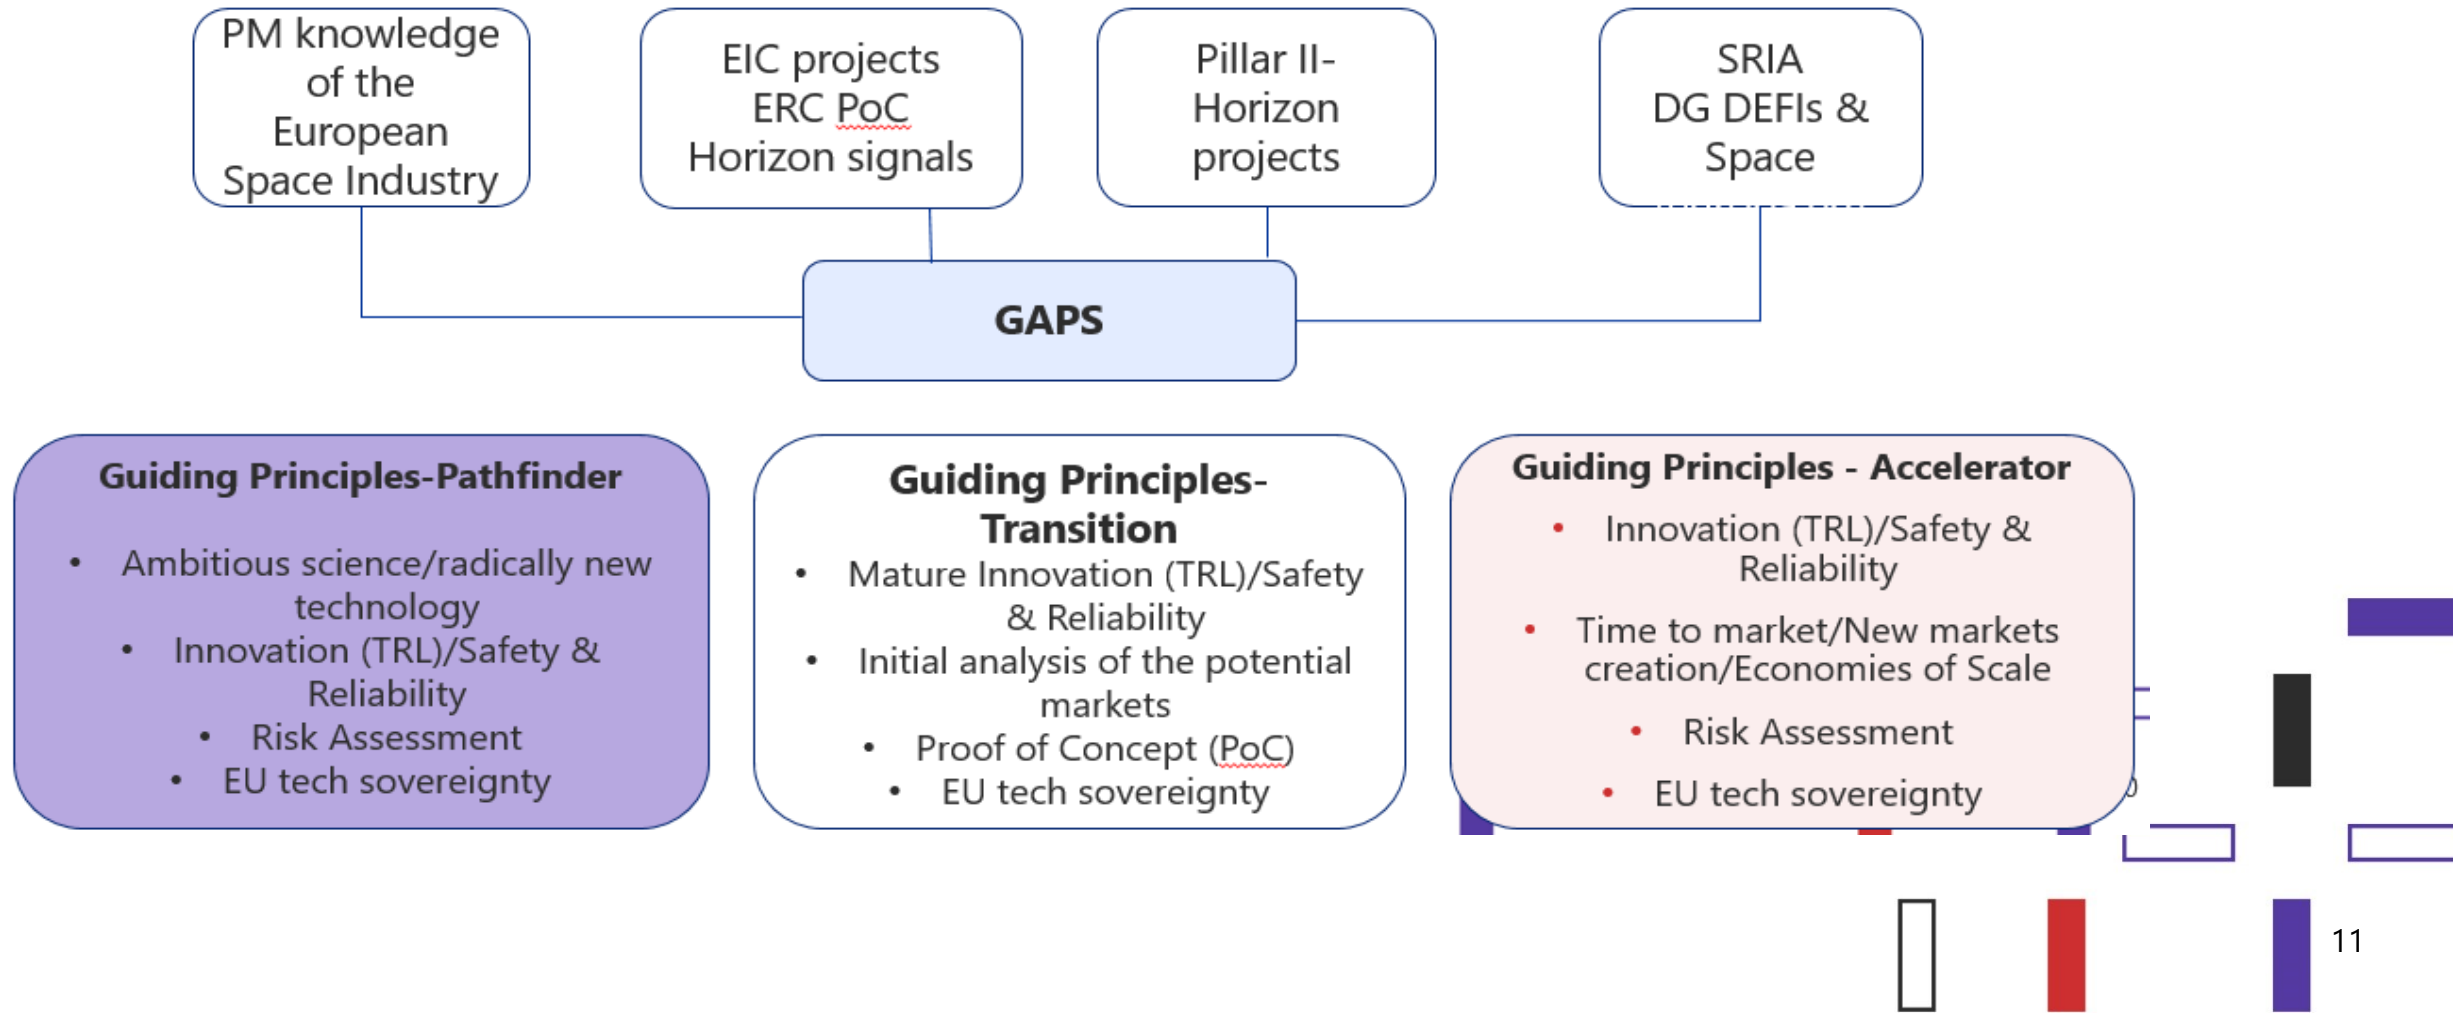 PM knowledge
of the
European
Space Industry
EIC projects
ERC PoC
Horizon signals
Pillar II-
Horizon
projects
SRIA
DG DEFIs &
Space
GAPS
Guiding Principles-Pathfinder
• Ambitious science/radically new
technology
• Innovation (TRL)/Safety &
Reliability
• Risk Assessment
• EU tech sovereignty
Guiding Principles-
Transition
• Mature Innovation (TRL)/Safety
& Reliability
• Initial analysis of the potential
markets
• Proof of Concept (PoC)
• EU tech sovereignty
Guiding Principles - Accelerator
• Innovation (TRL)/Safety &
Reliability
• Time to market/New markets
creation/Economies of Scale
• Risk Assessment
• EU tech sovereignty
11